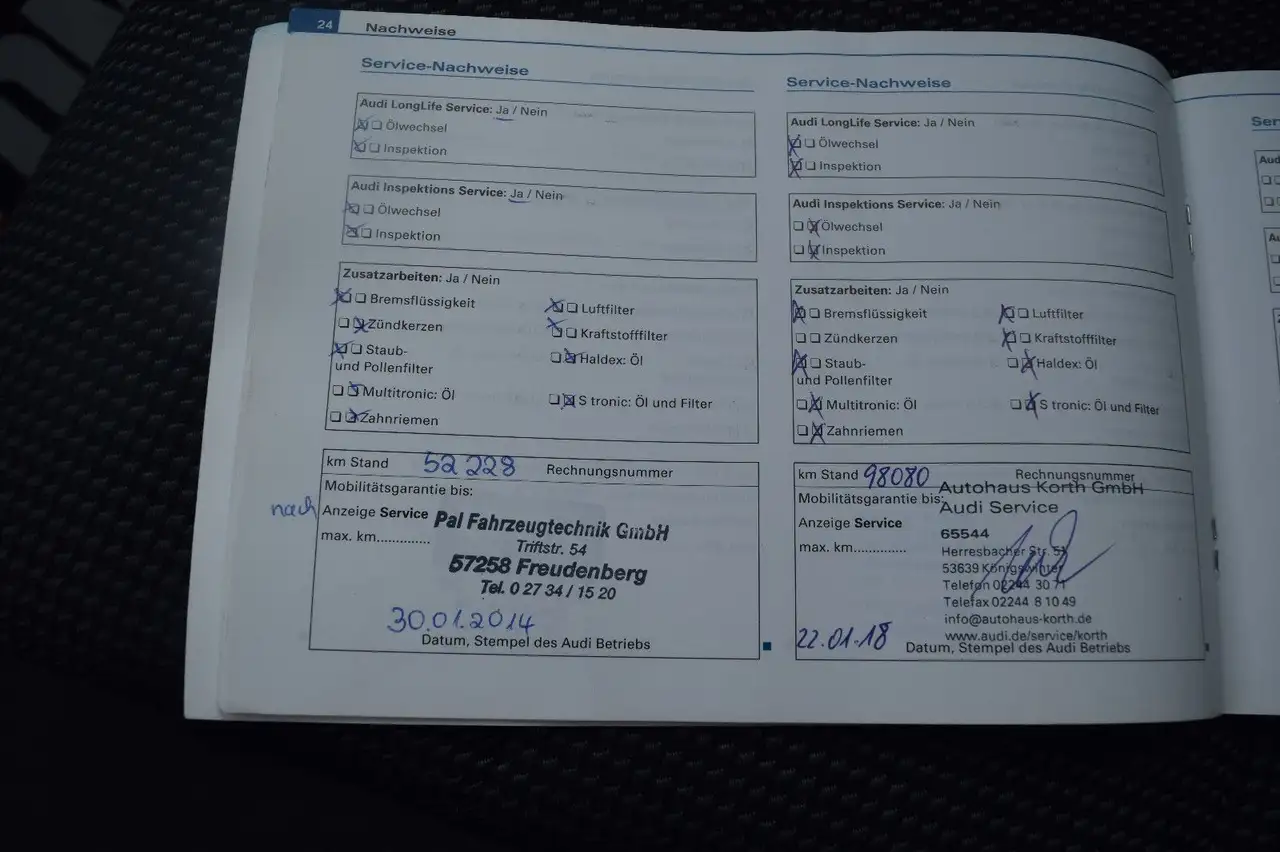 24 Nachweise
Service-Nachweise
Audi LongLife Service: Ja / Nein
Ölwechsel
Inspektion
Audi Inspektions Service: Ja / Nein
Ölwechsel
Inspektion
Zusatzarbeiten: Ja / Nein
Bremsflüssigkeit
Luftfilter
Zündkerzen
Kraftstofffilter
Staub-
und Pollenfilter
Haldex: Öl
Multitronic: Öl
S tronic: Öl und Filter
Zahnriemen
km Stand 52 228 Rechnungsnummer
Mobilitätsgarantie bis:
nach Anzeige Service
max. km..............
Pal Fahrzeugtechnik GmbH
Triftstr. 54
57258 Freudenberg
Tel. 0 27 34 / 15 20
30.01.2014
Datum, Stempel des Audi Betriebs
Service-Nachweise
Audi LongLife Service: Ja / Nein
Ölwechsel
Inspektion
Audi Inspektions Service: Ja / Nein
Ölwechsel
Inspektion
Zusatzarbeiten: Ja / Nein
Bremsflüssigkeit
Luftfilter
Zündkerzen
Kraftstofffilter
Staub-
und Pollenfilter
Haldex: Öl
Multitronic: Öl
S tronic: Öl und Filter
Zahnriemen
km Stand 98080 Rechnungsnummer
Mobilitätsgarantie bis:
Anzeige Service
max. km..............
Autohaus Korth GmbH
Audi Service
65544
Herresbacher Str. 51
53639 Königswinter
Telefon 02244 30 71
Telefax 02244 8 10 49
info@autohaus-korth.de
www.audi.de/service/korth
22.01.18
Datum, Stempel des Audi Betriebs